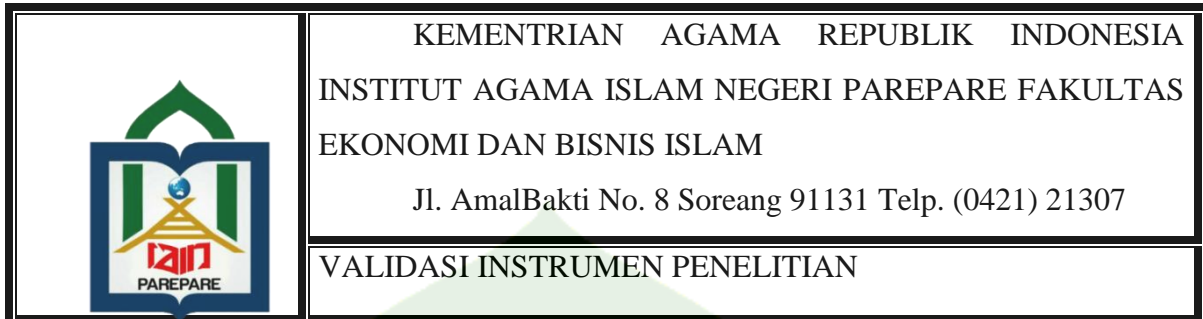 KEMENTRIAN AGAMA REPUBLIK INDONESIA
INSTITUT AGAMA ISLAM NEGERI PAREPARE FAKULTAS
EKONOMI DAN BISNIS ISLAM
Jl. AmalBakti No. 8 Soreang 91131 Telp. (0421) 21307
IAIN
PAREPARE
VALIDASI INSTRUMEN PENELITIAN